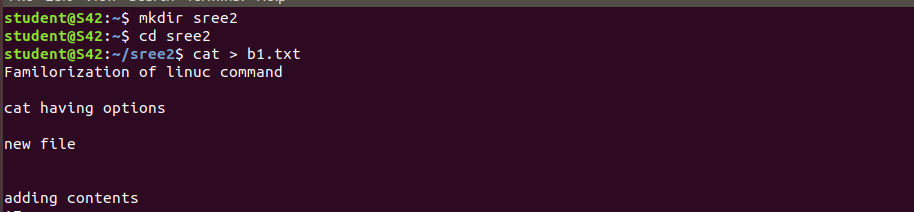 student@S42:~$ mkdir sree2
student@S42:~$ cd sree2
student@S42:~/sree2$ cat > b1.txt
Familorization of linuc command
cat having options
new file
adding contents